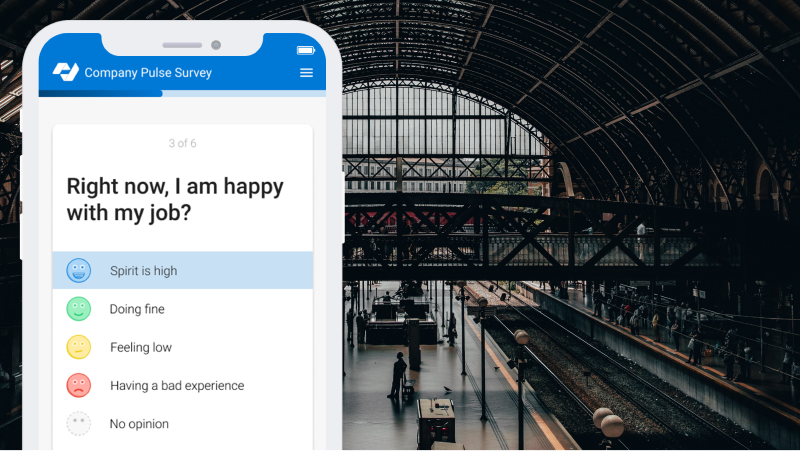 Company Pulse Survey
3 of 6
Right now, I am happy
with my job?
Spirit is high
Doing fine
Feeling low
Having a bad experience
No opinion